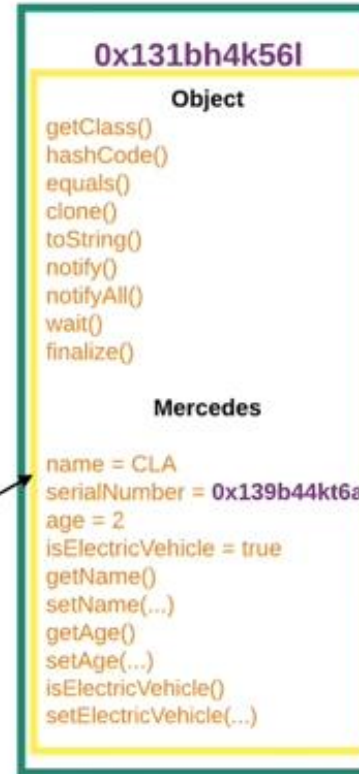 0x131bh4k56l
Object
getClass()
hashCode()
equals()
clone()
toString()
notify()
notifyAll()
wait()
finalize()
Mercedes
name = CLA
serialNumber = 0x139b44kt6a
age = 2
isElectricVehicle = true
getName()
setName(...)
getAge()
setAge(...)
isElectricVehicle()
setElectricVehicle(...)